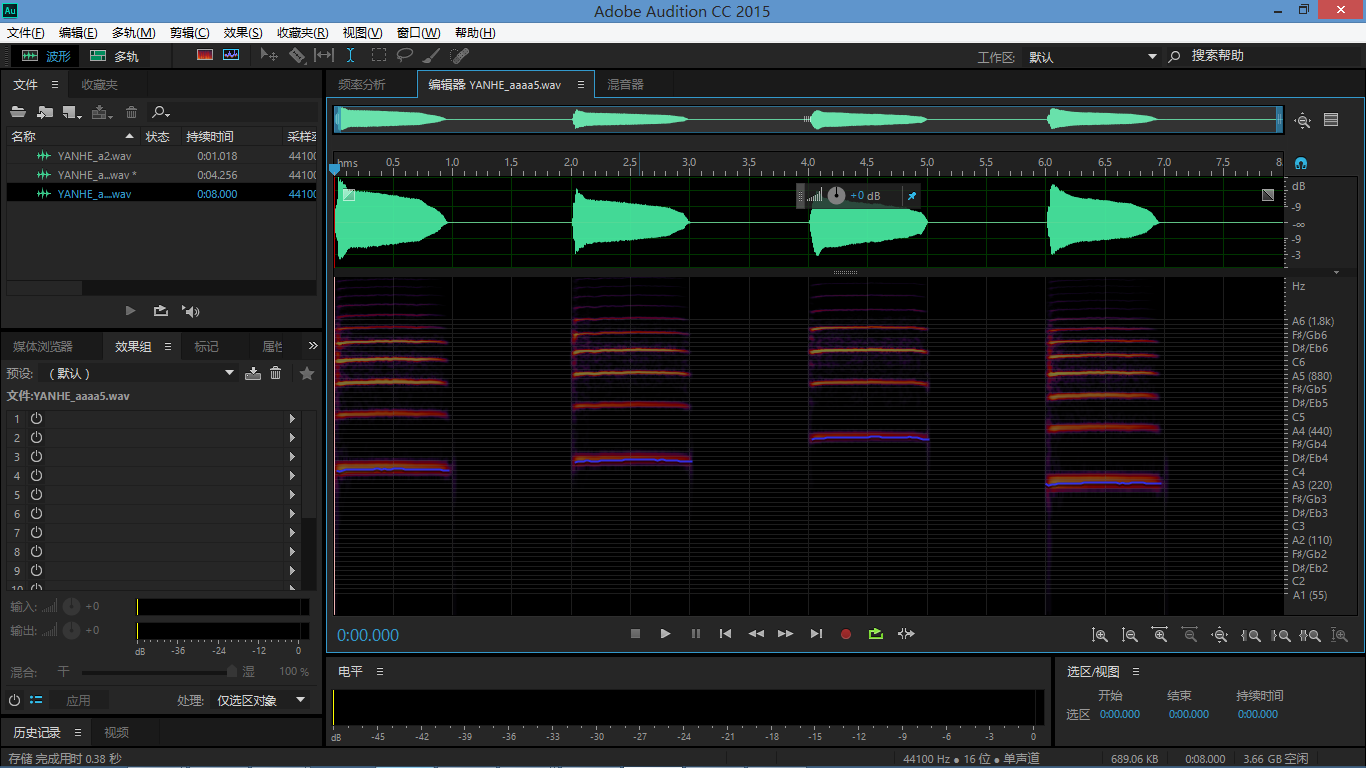 Au Adobe Audition CC 2015
文件(F) 编辑(E) 多轨(M) 剪辑(C) 效果(S) 收藏夹(R) 视图(V) 窗口(W) 帮助(H)
波形 多轨 工作区: 默认 搜索帮助
文件 收藏夹
名称 状态 持续时间 采样率
YANHE_a2.wav 0:01.018 44100
YANHE_a...wav * 0:04.256 44100
YANHE_a....wav 0:08.000 44100
媒体浏览器 效果组 标记 属性
预设: (默认)
文件:YANHE_aaaa5.wav
1
2
3
4
5
6
7
8
9
10
输入: +0
输出: +0
dB -36 -24 -12 0
混合: 干 湿 100 %
应用 处理: 仅选区对象
历史记录 视频
频率分析 编辑器: YANHE_aaaa5.wav 混音器
hms 0.5 1.0 1.5 2.0 2.5 3.0 3.5 4.0 4.5 5.0 5.5 6.0 6.5 7.0 7.5 8
+0 dB
dB
-9
-∞
-9
-3
Hz
A6 (1.8k)
F♯/Gb6
D♯/Eb6
C6
A5 (880)
F♯/Gb5
D♯/Eb5
C5
A4 (440)
F♯/Gb4
D♯/Eb4
C4
A3 (220)
F♯/Gb3
D♯/Eb3
C3
A2 (110)
F♯/Gb2
D♯/Eb2
C2
A1 (55)
0:00.000
电平
dB -45 -42 -39 -36 -33 -30 -27 -24 -21 -18 -15 -12 -9 -6 -3 0
选区/视图
开始 结束 持续时间
选区 0:00.000 0:00.000 0:00.000
存储 完成用时 0.38 秒 44100 Hz ● 16 位 ● 单声道 689.06 KB 0:08.000 3.66 GB 空闲